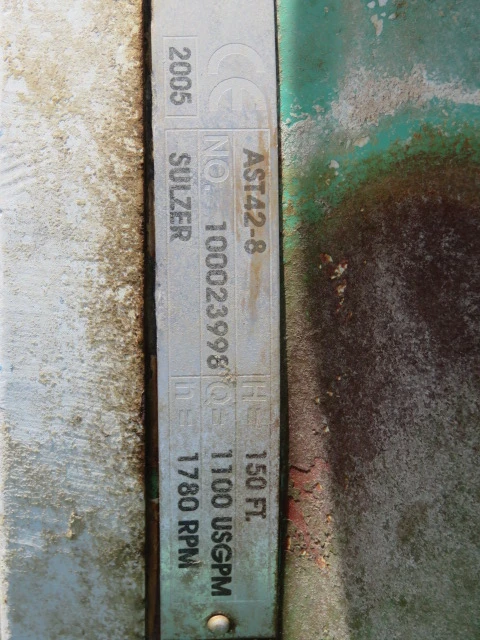 CE AST42-8 H= 150 FT.
No. 100023998 Q= 1100 USGPM
2005 SULZER n= 1780 RPM